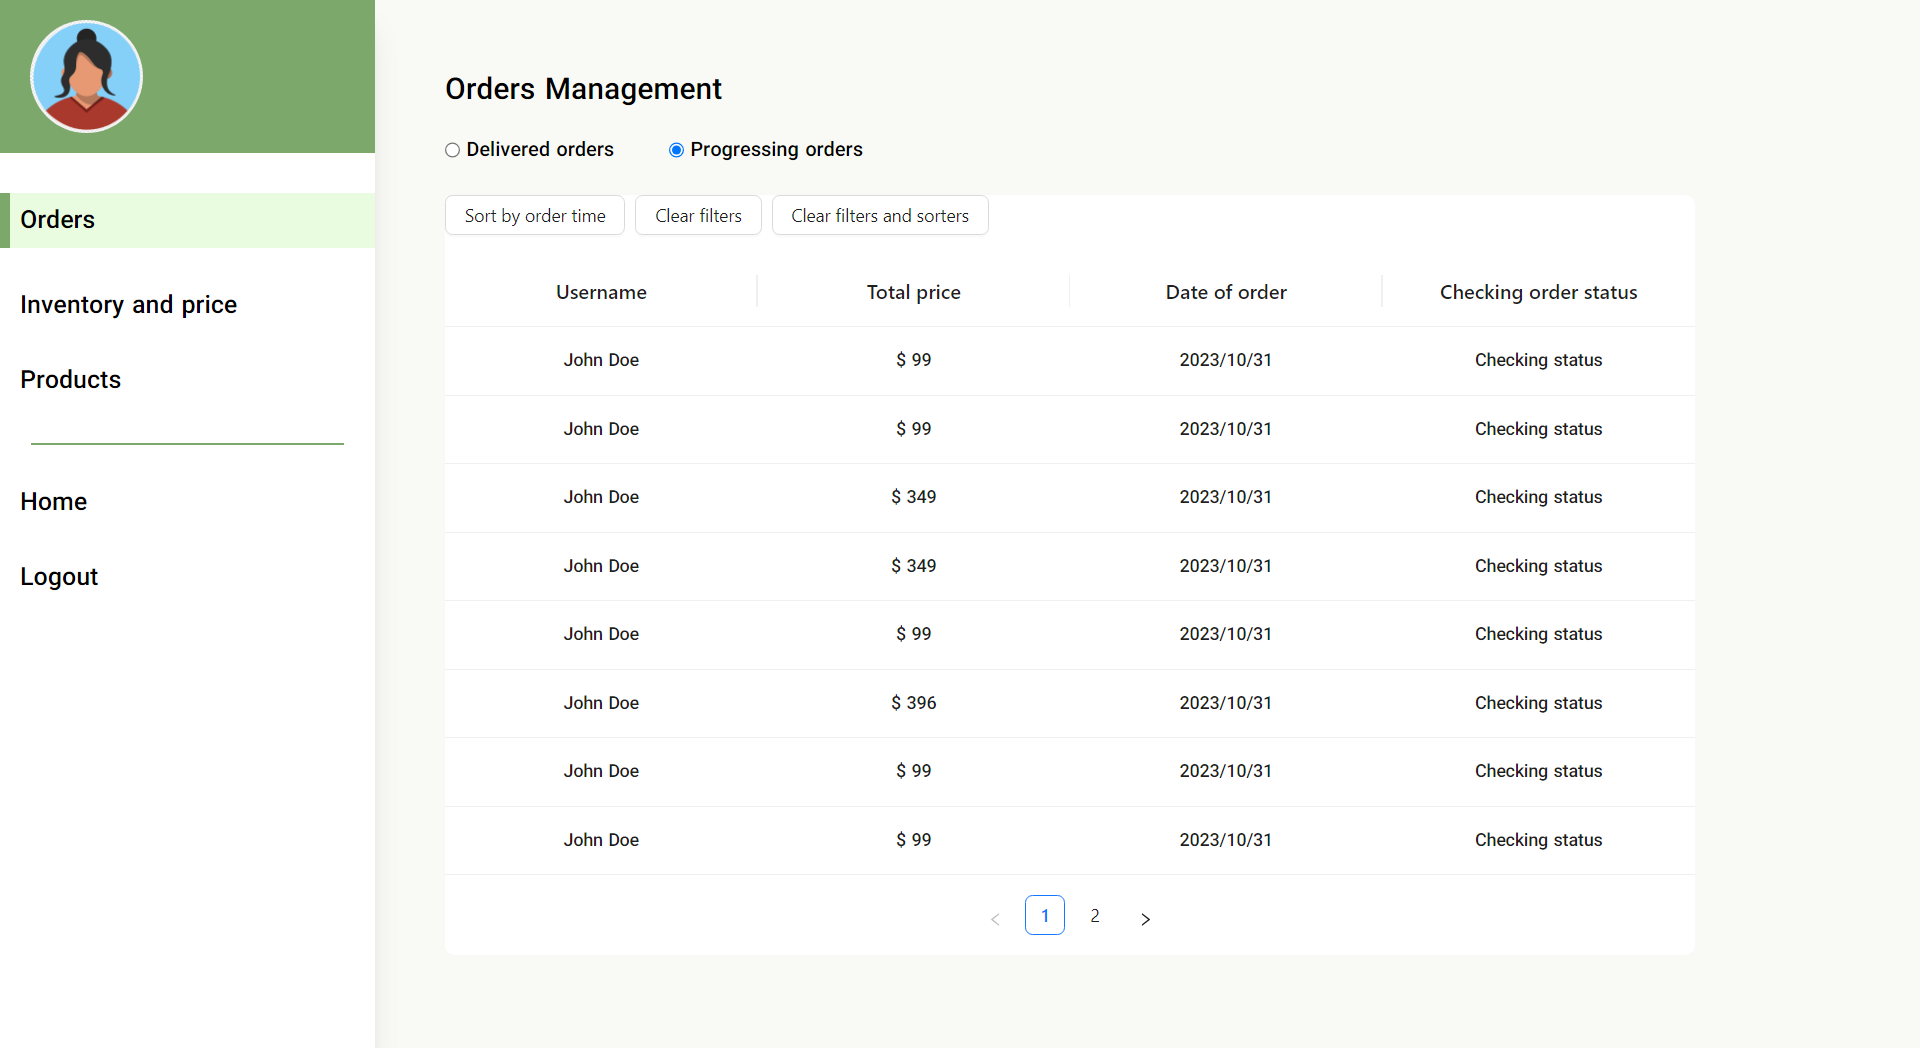 Orders
Inventory and price
Products
Home
Logout
Orders Management
Delivered orders Progressing orders
Sort by order time Clear filters Clear filters and sorters
Username Total price Date of order Checking order status
John Doe $ 99 2023/10/31 Checking status
John Doe $ 99 2023/10/31 Checking status
John Doe $ 349 2023/10/31 Checking status
John Doe $ 349 2023/10/31 Checking status
John Doe $ 99 2023/10/31 Checking status
John Doe $ 396 2023/10/31 Checking status
John Doe $ 99 2023/10/31 Checking status
John Doe $ 99 2023/10/31 Checking status
< 1 2 >